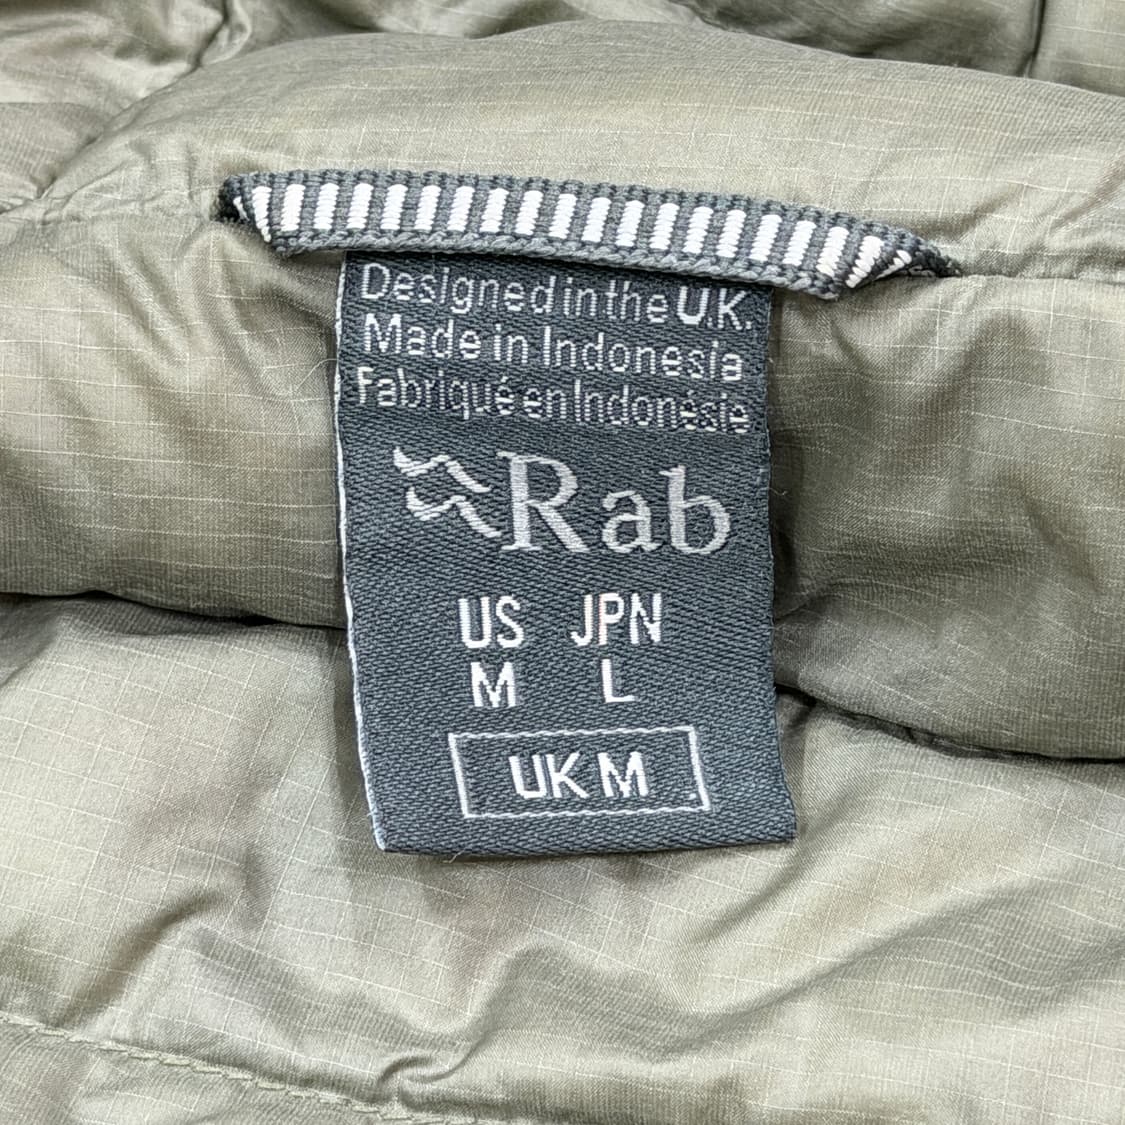 Designed in the U.K.
Made in Indonesia
Fabriqué en Indonésie
Rab
US JPN
M L
UK M